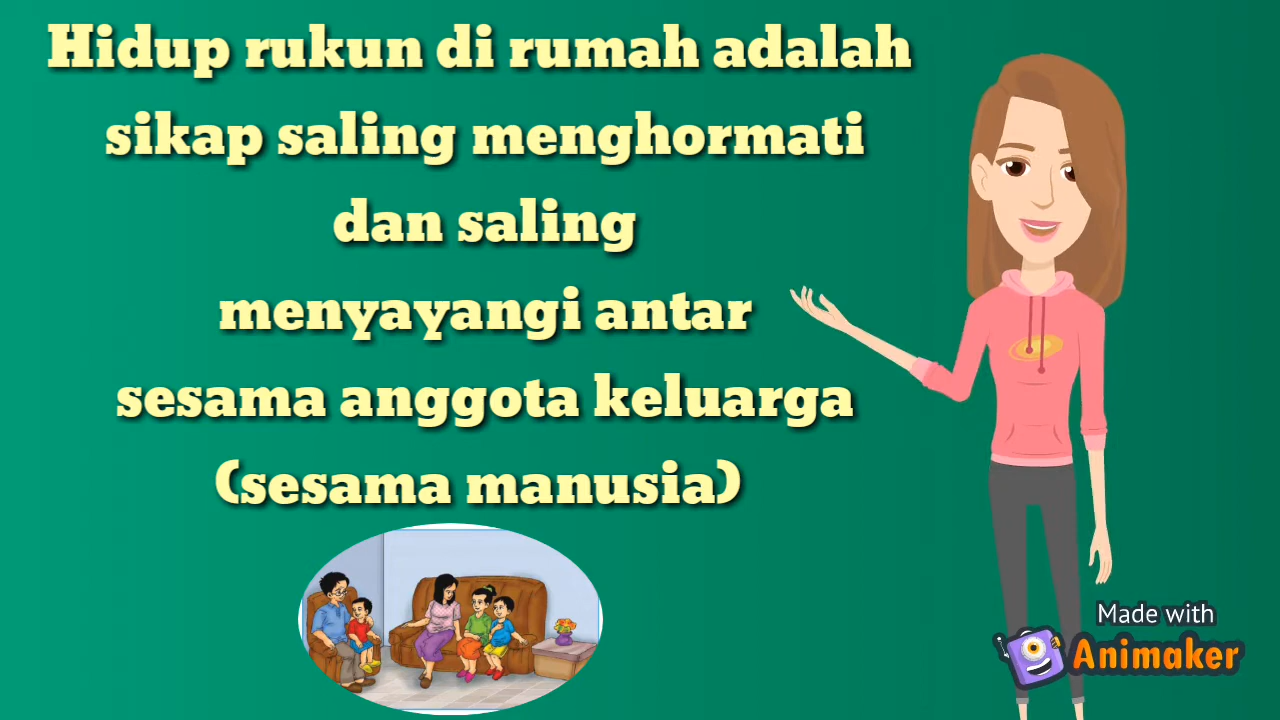 Hidup rukun di rumah adalah
sikap saling menghormati
dan saling
menyayangi antar
sesama anggota keluarga
(sesama manusia)
Made with
Animaker